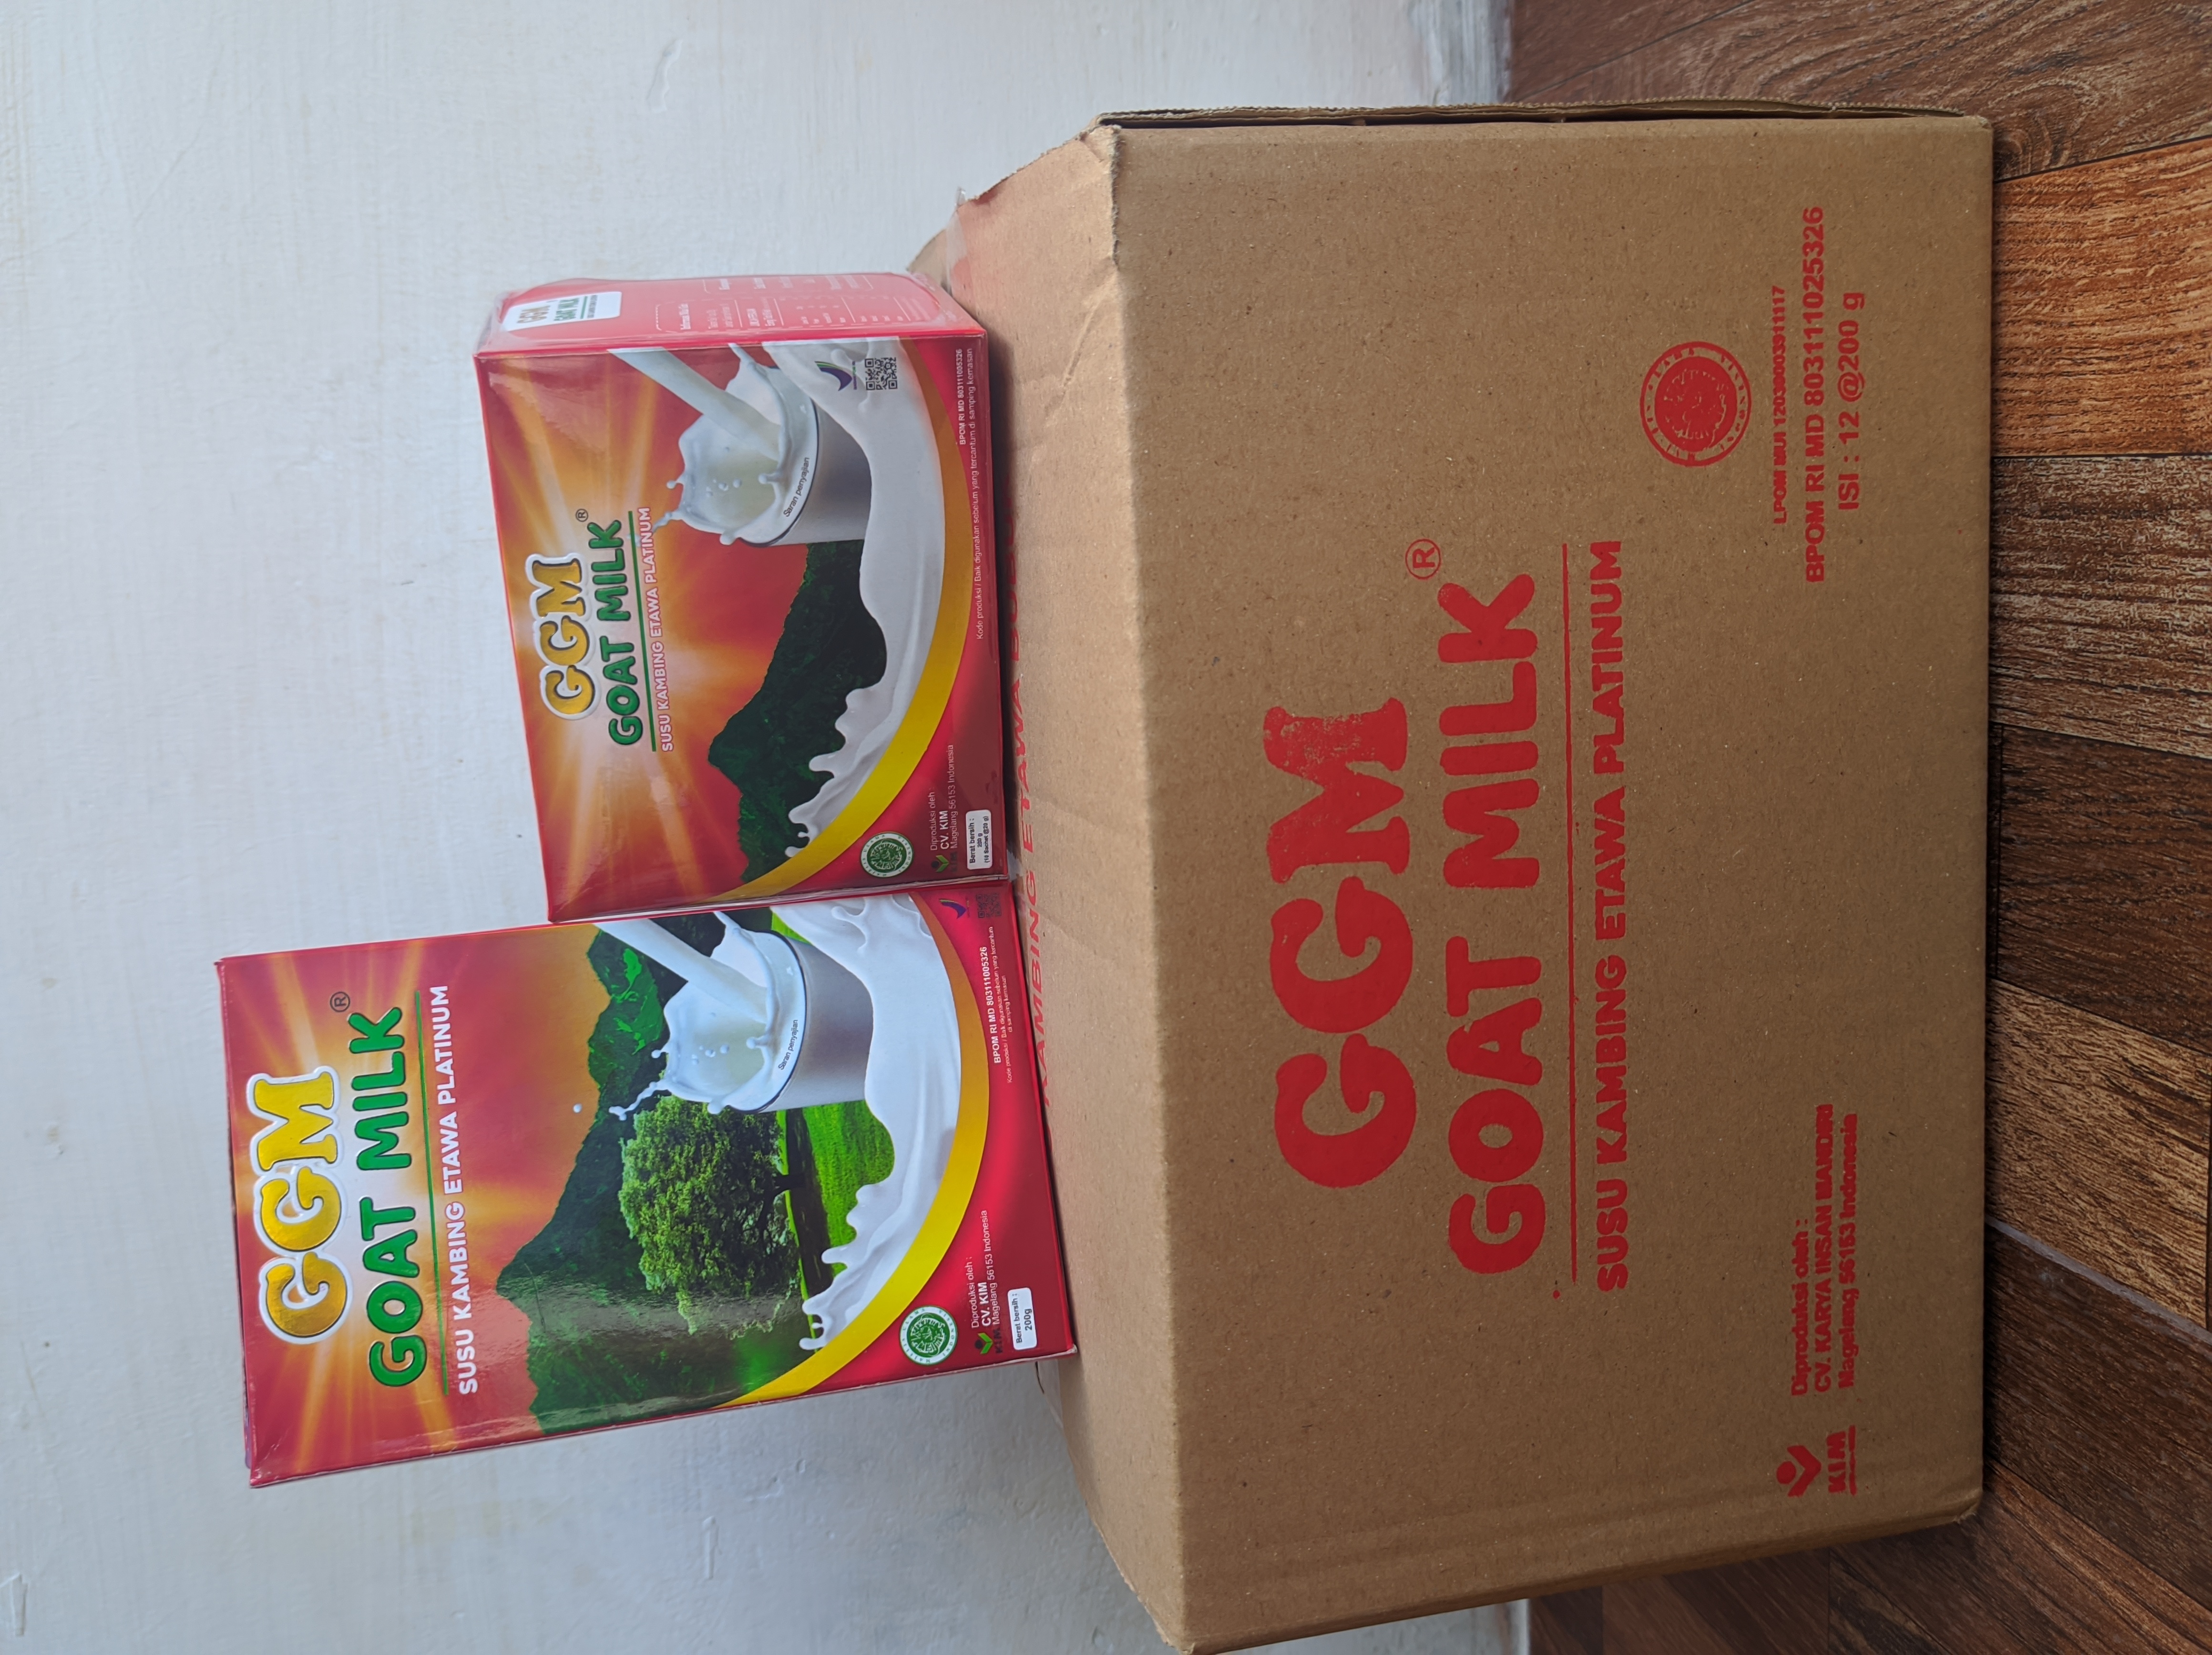 GGM
GOAT MILK®
SUSU KAMBING ETAWA PLATINUM
Saran penyajian
Diproduksi oleh :
CV. KIM
Magelang 56153 Indonesia
Berat bersih :
200g
BPOM RI MD 803111005326
Kode produksi / Baik digunakan sebelum yang tercantum
di samping kemasan
GGM
GOAT MILK®
SUSU KAMBING ETAWA PLATINUM
Saran penyajian
Diproduksi oleh :
CV. KIM
Magelang 56153 Indonesia
Berat bersih :
BPOM RI MD 803111005326
Kode produksi / Baik digunakan sebelum yang tercantum di samping kemasan
GGM
GOAT MILK
KAMBING ETAWA
GGM
GOAT MILK®
SUSU KAMBING ETAWA PLATINUM
KIM
Diproduksi oleh :
CV. KARYA INSAN MANDIRI
Magelang 56153 Indonesia
INDONESIA
LPOM MUI 12030003911117
BPOM RI MD 803111025326
ISI : 12 @200 g